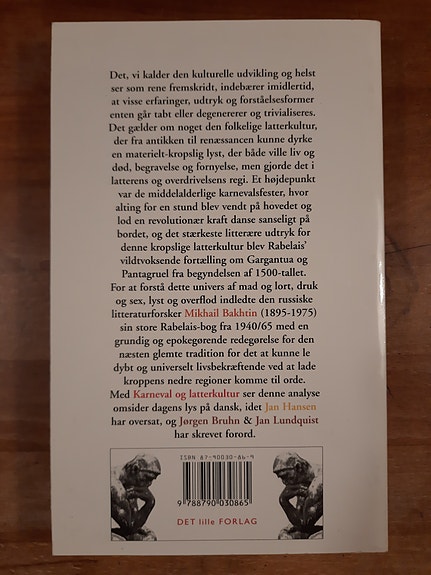 Det, vi kalder den kulturelle udvikling og helst
ser som rene fremskridt, indebærer imidlertid,
at visse erfaringer, udtryk og forståelsesformer
enten går tabt eller degenererer og trivialiseres.
Det gælder om noget den folkelige latterkultur,
der fra antikken til renæssancen kunne dyrke
en materielt-kropslig lyst, der både ville liv og
død, begravelse og fornyelse, men gjorde det i
latterens og overdrivelsens regi. Et højdepunkt
var de middelalderlige karnevalsfester, hvor
alting for en stund blev vendt på hovedet og
lod en revolutionær kraft danse sanseligt på
bordet, og det stærkeste litterære udtryk for
denne kropslige latterkultur blev Rabelais'
vildtvoksende fortælling om Gargantua og
Pantagruel fra begyndelsen af 1500-tallet.
For at forstå dette univers af mad og lort, druk
og sex, lyst og overflod indledte den russiske
litteraturforsker Mikhail Bakhtin (1895-1975)
sin store Rabelais-bog fra 1940/65 med en
grundig og epokegørende redegørelse for den
næsten glemte tradition for det at kunne le
dybt og universelt livsbekræftende ved at lade
kroppens nedre regioner komme til orde.
Med Karneval og latterkultur ser denne analyse
omsider dagens lys på dansk, idet Jan Hansen
har oversat, og Jørgen Bruhn & Jan Lundquist
har skrevet forord.
ISBN 87-90030-86-9
9 788790 030865
DET lille FORLAG